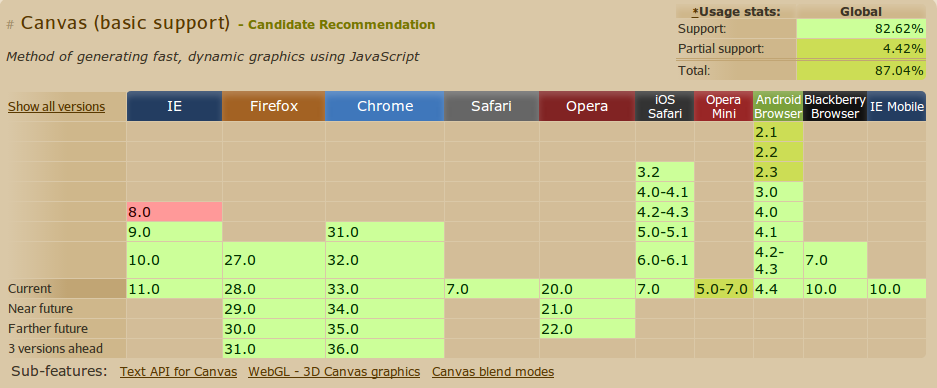 # Canvas (basic support) - Candidate Recommendation
*Usage stats: Global
Support: 82.62%
Partial support: 4.42%
Total: 87.04%
Method of generating fast, dynamic graphics using JavaScript
Show all versions IE Firefox Chrome Safari Opera iOS Safari Opera Mini Android Browser Blackberry Browser IE Mobile
2.1
2.2
3.2 2.3
4.0-4.1 3.0
8.0 4.2-4.3 4.0
9.0 31.0 5.0-5.1 4.1
10.0 27.0 32.0 6.0-6.1 4.2-4.3 7.0
Current 11.0 28.0 33.0 7.0 20.0 7.0 5.0-7.0 4.4 10.0 10.0
Near future 29.0 34.0 21.0
Farther future 30.0 35.0 22.0
3 versions ahead 31.0 36.0
Sub-features: Text API for Canvas WebGL - 3D Canvas graphics Canvas blend modes